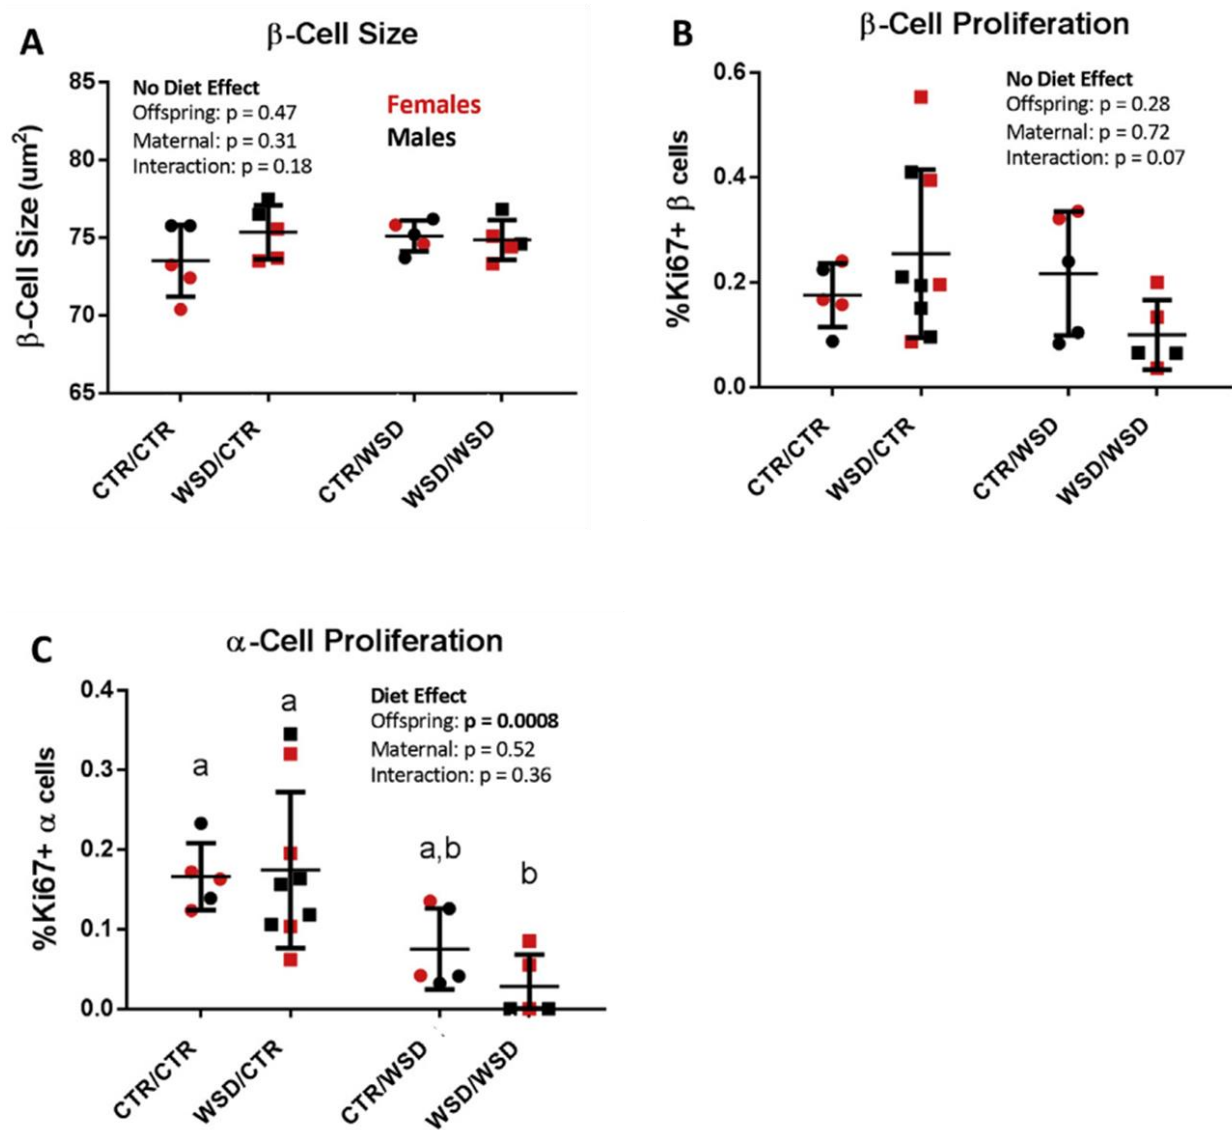 A
β-Cell Size
85
80
75
70
65
β-Cell Size (um²)
No Diet Effect
Offspring: p = 0.47
Maternal: p = 0.31
Interaction: p = 0.18
Females
Males
CTR/CTR
WSD/CTR
CTR/WSD
WSD/WSD
B
β-Cell Proliferation
0.6
0.4
0.2
0.0
%Ki67+ β cells
No Diet Effect
Offspring: p = 0.28
Maternal: p = 0.72
Interaction: p = 0.07
CTR/CTR
WSD/CTR
CTR/WSD
WSD/WSD
C
α-Cell Proliferation
0.4
0.3
0.2
0.1
0.0
%Ki67+ α cells
Diet Effect
Offspring: p = 0.0008
Maternal: p = 0.52
Interaction: p = 0.36
a
a
a,b
b
CTR/CTR
WSD/CTR
CTR/WSD
WSD/WSD